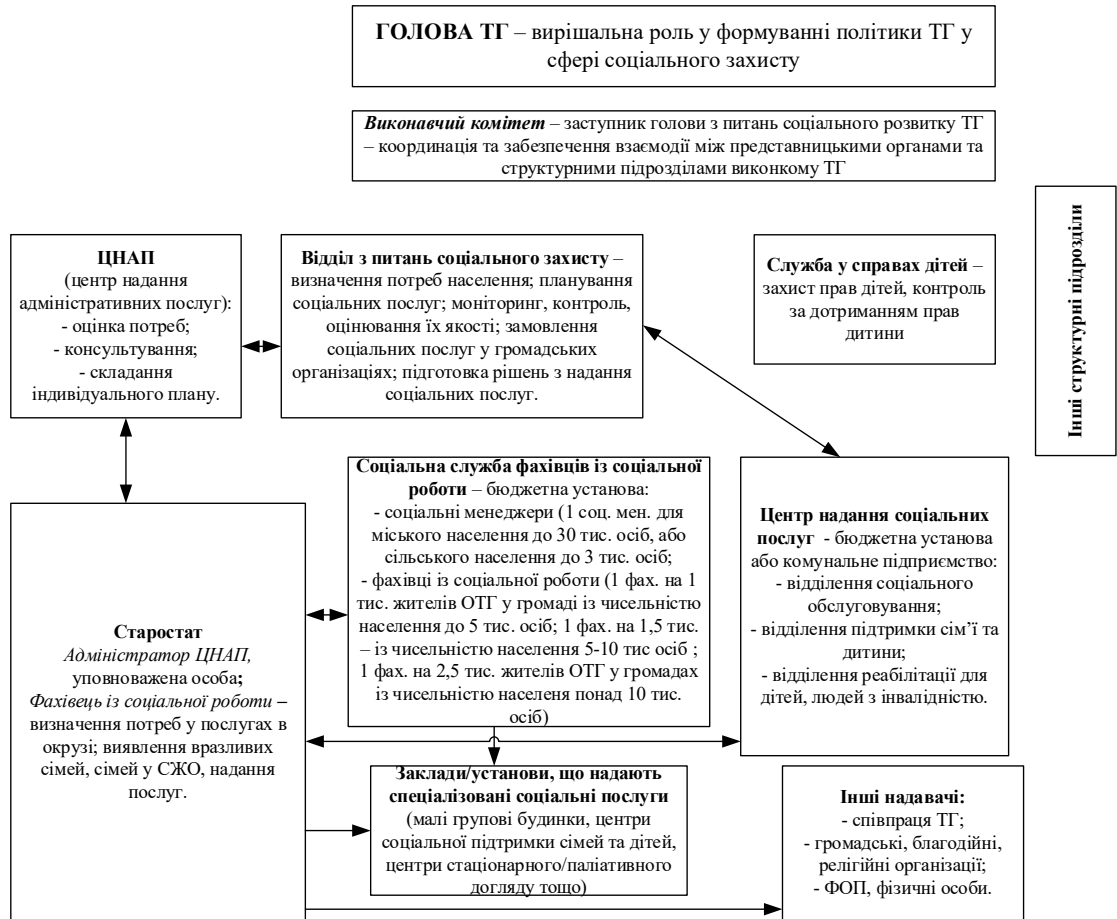 ГОЛОВА ТГ – вирішальна роль у формуванні політики ТГ у
сфері соціального захисту
Виконавчий комітет – заступник голови з питань соціального розвитку ТГ
– координація та забезпечення взаємодії між представницькими органами та
структурними підрозділами виконкому ТГ
Інші структурні підрозділи
ЦНАП
(центр надання
адміністративних послуг):
- оцінка потреб;
- консультування;
- складання
індивідуального плану.
Відділ з питань соціального захисту –
визначення потреб населення; планування
соціальних послуг; моніторинг, контроль,
оцінювання їх якості; замовлення
соціальних послуг у громадських
організаціях; підготовка рішень з надання
соціальних послуг.
Служба у справах дітей –
захист прав дітей, контроль
за дотриманням прав
дитини
Старостат
Адміністратор ЦНАП,
уповноважена особа;
Фахівець із соціальної роботи –
визначення потреб у послугах в
окрузі; виявлення вразливих
сімей, сімей у СЖО, надання
послуг.
Соціальна служба фахівців із соціальної
роботи – бюджетна установа:
- соціальні менеджери (1 соц. мен. для
міського населення до 30 тис. осіб, або
сільського населення до 3 тис. осіб;
- фахівці із соціальної роботи (1 фах. на 1
тис. жителів ОТГ у громаді із чисельністю
населення до 5 тис. осіб; 1 фах. на 1,5 тис.
– із чисельністю населення 5-10 тис осіб ;
1 фах. на 2,5 тис. жителів ОТГ у громадах
із чисельністю населеня понад 10 тис.
осіб)
Центр надання соціальних
послуг - бюджетна установа
або комунальне підприємство:
- відділення соціального
обслуговування;
- відділення підтримки сім’ї та
дитини;
- відділення реабілітації для
дітей, людей з інвалідністю.
Заклади/установи, що надають
спеціалізовані соціальні послуги
(малі групові будинки, центри
соціальної підтримки сімей та дітей,
центри стаціонарного/паліативного
догляду тощо)
Інші надавачі:
- співпраця ТГ;
- громадські, благодійні,
релігійні організації;
- ФОП, фізичні особи.